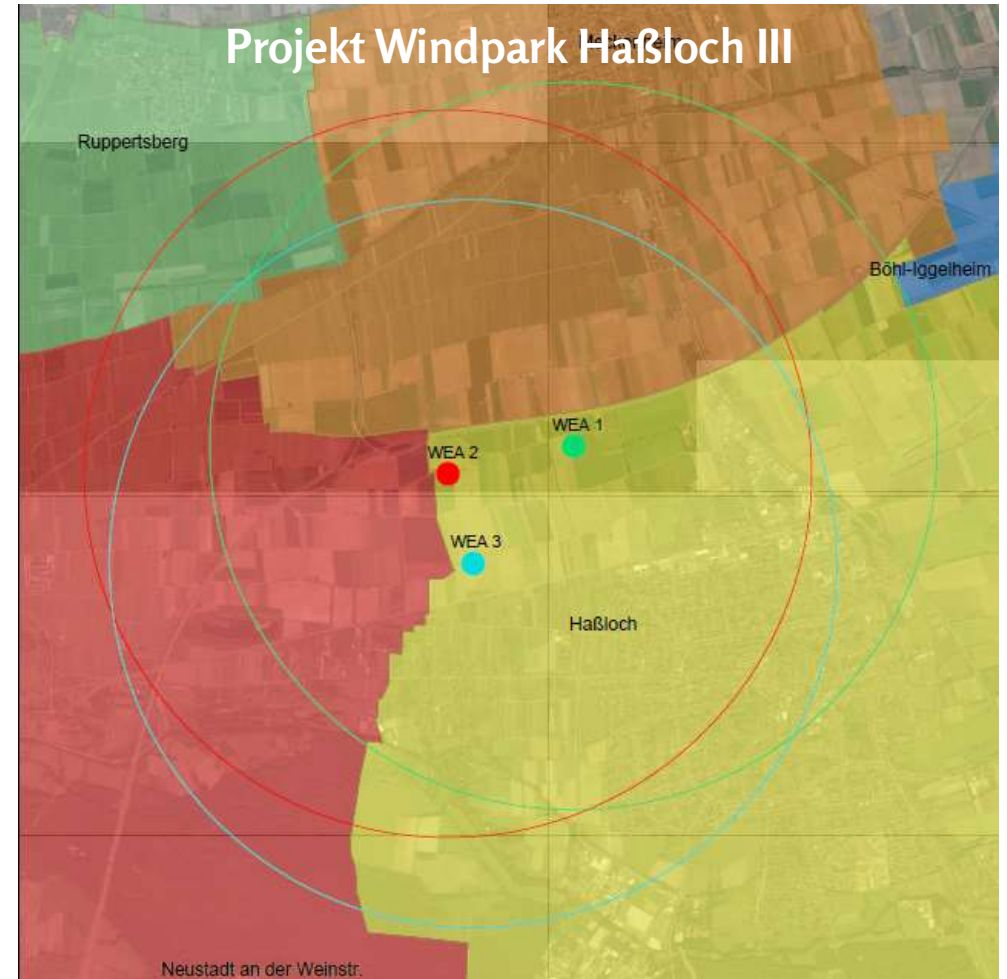 Projekt Windpark Haßloch III
Ruppertsberg
Böhl-Iggelheim
WEA 1
WEA 2
WEA 3
Haßloch
Neustadt an der Weinstr.